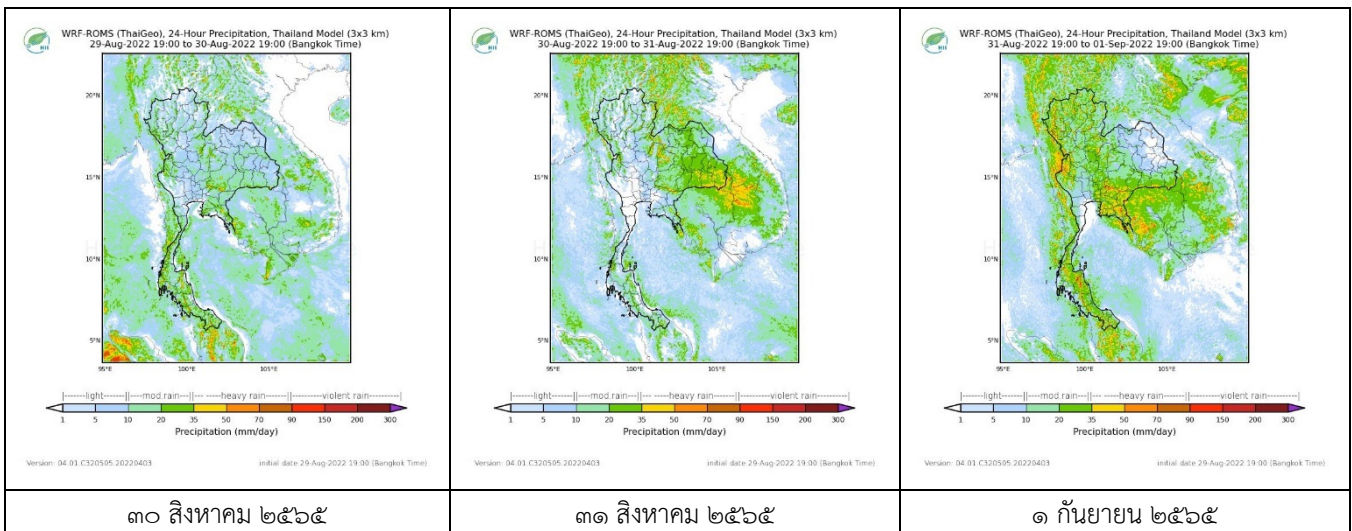 WRF-ROMS (ThaiGeo), 24-Hour Precipitation, Thailand Model (3x3 km)
29-Aug-2022 19:00 to 30-Aug-2022 19:00 (Bangkok Time)
HII
20°N
15°N
10°N
5°N
95°E 100°E 105°E
|------light------||----mod.rain----||--- ------heavy rain--------||---------violent rain---------|
1 5 10 20 35 50 70 90 150 200 300
Precipitation (mm/day)
Version: 04.01.C320505.20220403 initial date 29-Aug-2022 19:00 (Bangkok Time)
๓๐ สิงหาคม ๒๕๖๕
WRF-ROMS (ThaiGeo), 24-Hour Precipitation, Thailand Model (3x3 km)
30-Aug-2022 19:00 to 31-Aug-2022 19:00 (Bangkok Time)
HII
20°N
15°N
10°N
5°N
95°E 100°E 105°E
|------light------||----mod.rain----||--- ------heavy rain--------||---------violent rain---------|
1 5 10 20 35 50 70 90 150 200 300
Precipitation (mm/day)
Version: 04.01.C320505.20220403 initial date 29-Aug-2022 19:00 (Bangkok Time)
๓๑ สิงหาคม ๒๕๖๕
WRF-ROMS (ThaiGeo), 24-Hour Precipitation, Thailand Model (3x3 km)
31-Aug-2022 19:00 to 01-Sep-2022 19:00 (Bangkok Time)
HII
20°N
15°N
10°N
5°N
95°E 100°E 105°E
|------light------||----mod.rain----||--- ------heavy rain--------||---------violent rain---------|
1 5 10 20 35 50 70 90 150 200 300
Precipitation (mm/day)
Version: 04.01.C320505.20220403 initial date 29-Aug-2022 19:00 (Bangkok Time)
๑ กันยายน ๒๕๖๕